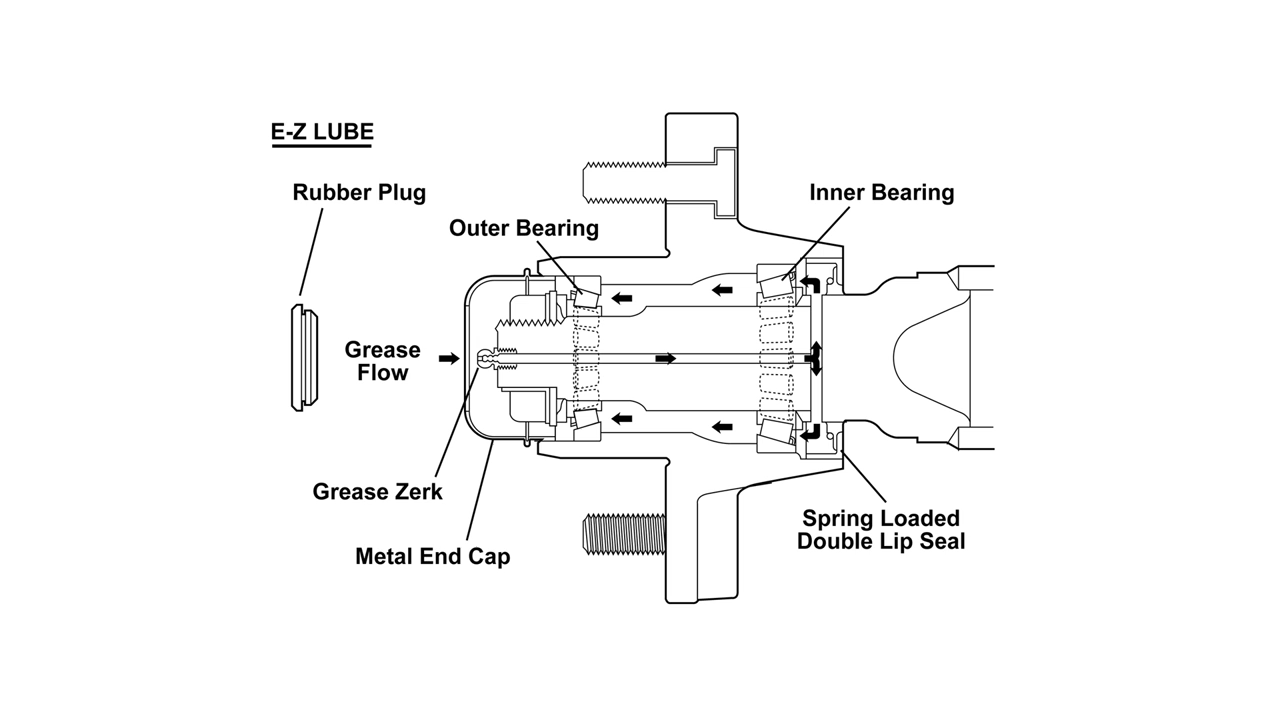 E-Z LUBE
Rubber Plug
Inner Bearing
Outer Bearing
Grease
Flow
Grease Zerk
Spring Loaded
Double Lip Seal
Metal End Cap